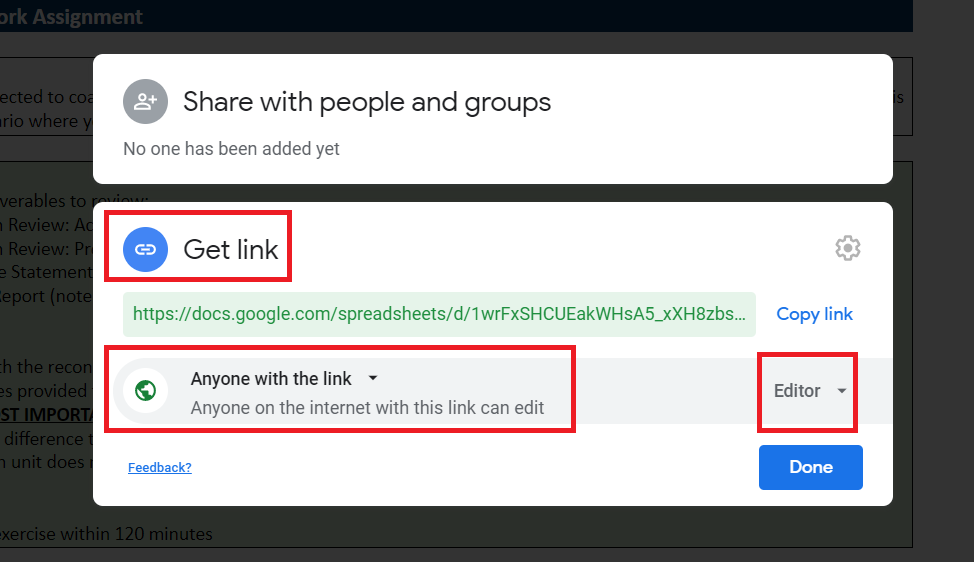 ork Assignment
Share with people and groups
ected to coa
is
ario where y
No one has been added yet
verables to review:
n Review: Ac
n Review: Pr
Get link
e Statement
Report (note
https://docs.google.com/spreadsheets/d/1wrFxSHCUEakWHsA5_xXH8zbs...
Copy link
th the recon
Anyone with the link
es provided
Editor
Anyone on the internet with this link can edit
OST IMPORTA
difference t
n unit does
Feedback?
Done
exercise within 120 minutes